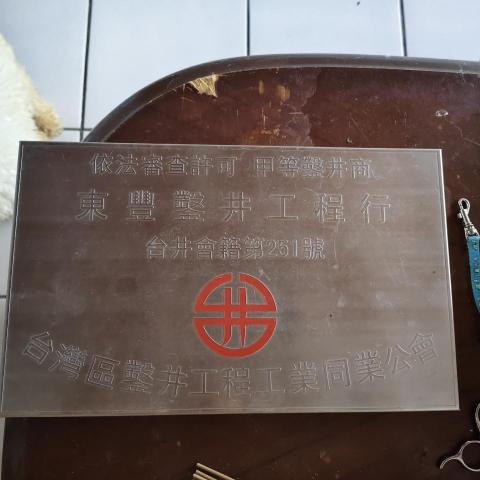 依法審查許可 甲等鑿井商
東豐鑿井工程行
台井會籍第251號
井
台灣區鑿井工程工業同業公會